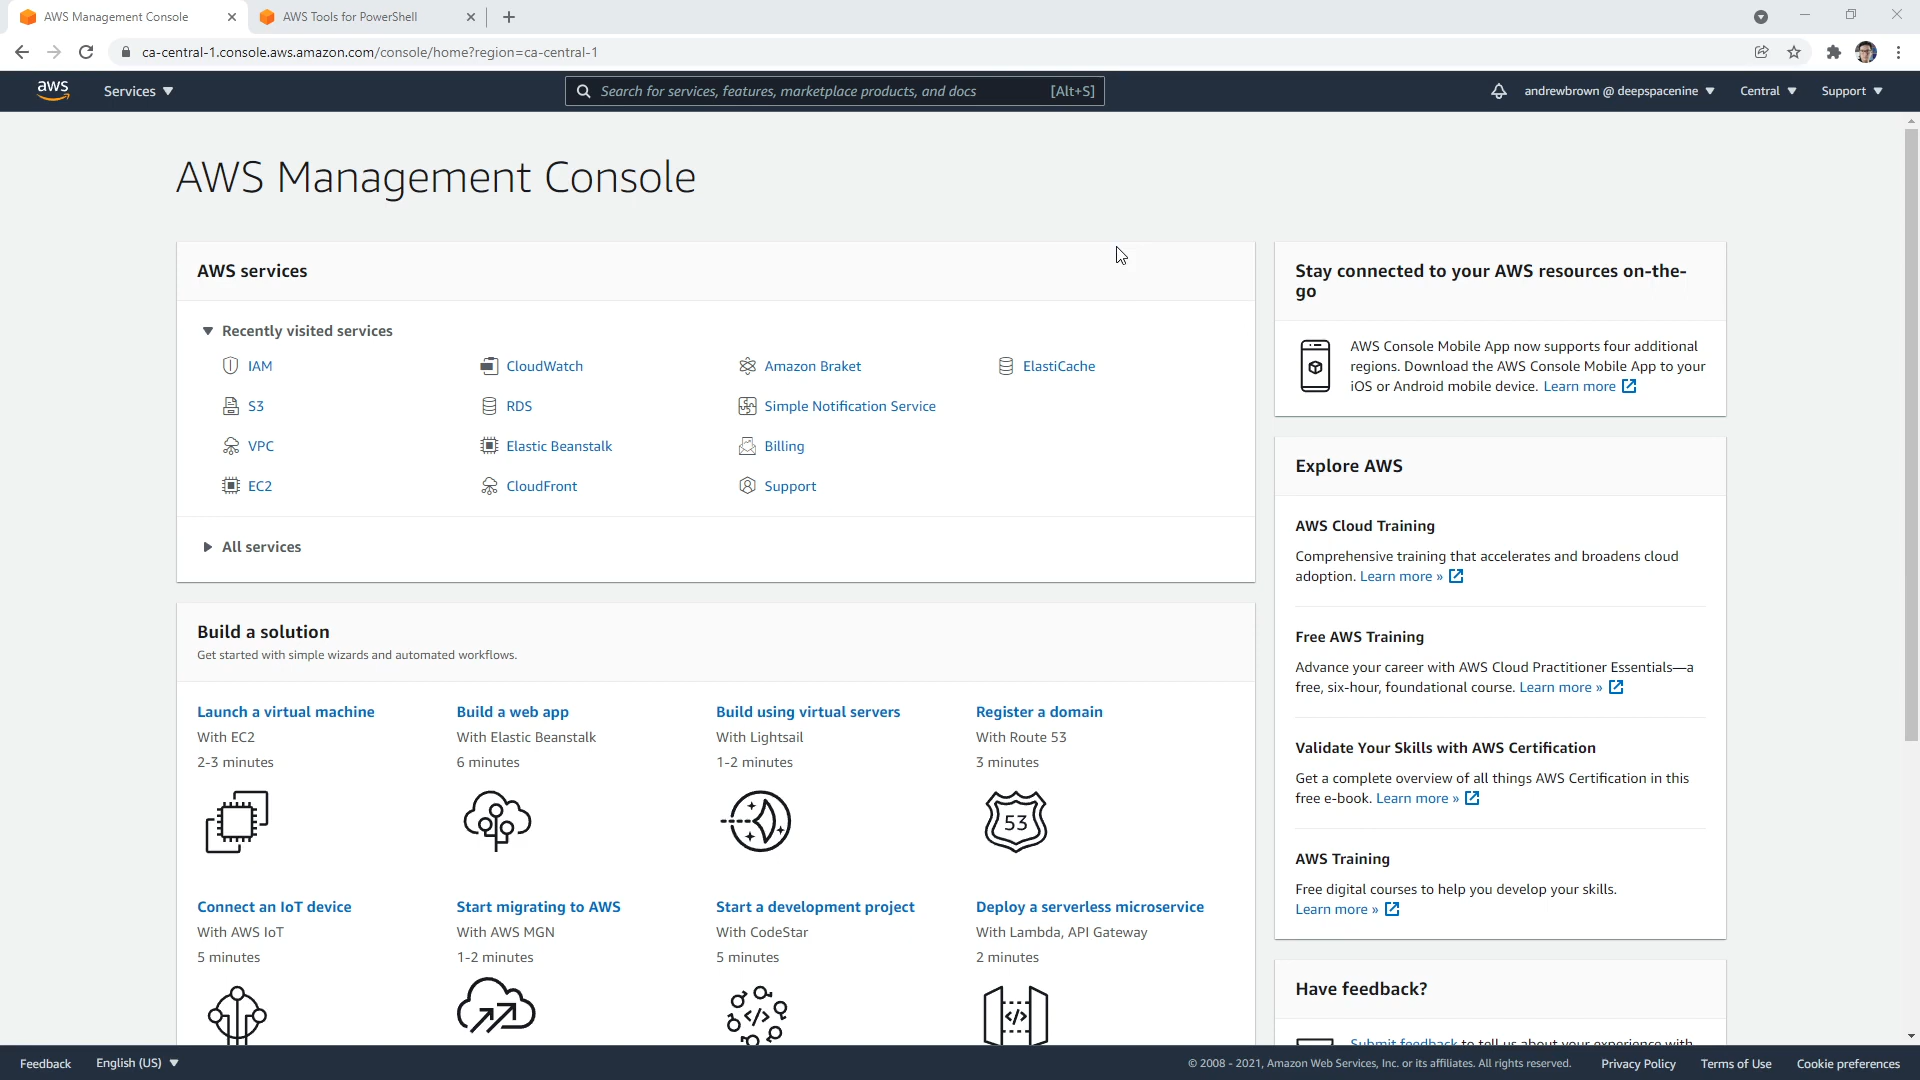 AWS Management Console
AWS Tools for PowerShell
ca-central-1.console.aws.amazon.com/console/home?region=ca-central-1
aws
Services
Search for services, features, marketplace products, and docs [Alt+S]
andrewbrown @ deepspacenine
Central
Support
AWS Management Console
AWS services
Recently visited services
IAM
CloudWatch
Amazon Braket
ElastiCache
S3
RDS
Simple Notification Service
VPC
Elastic Beanstalk
Billing
EC2
CloudFront
Support
All services
Build a solution
Get started with simple wizards and automated workflows.
Launch a virtual machine
With EC2
2-3 minutes
Build a web app
With Elastic Beanstalk
6 minutes
Build using virtual servers
With Lightsail
1-2 minutes
Register a domain
With Route 53
3 minutes
53
Connect an IoT device
With AWS IoT
5 minutes
Start migrating to AWS
With AWS MGN
1-2 minutes
Start a development project
With CodeStar
5 minutes
</>
Deploy a serverless microservice
With Lambda, API Gateway
2 minutes
</>
Stay connected to your AWS resources on-the-
go
AWS Console Mobile App now supports four additional
regions. Download the AWS Console Mobile App to your
iOS or Android mobile device. Learn more
Explore AWS
AWS Cloud Training
Comprehensive training that accelerates and broadens cloud
adoption. Learn more »
Free AWS Training
Advance your career with AWS Cloud Practitioner Essentials—a
free, six-hour, foundational course. Learn more »
Validate Your Skills with AWS Certification
Get a complete overview of all things AWS Certification in this
free e-book. Learn more »
AWS Training
Free digital courses to help you develop your skills.
Learn more »
Have feedback?
Submit feedback to tell us about your experience with
Feedback
English (US)
© 2008 - 2021, Amazon Web Services, Inc. or its affiliates. All rights reserved.
Privacy Policy
Terms of Use
Cookie preferences